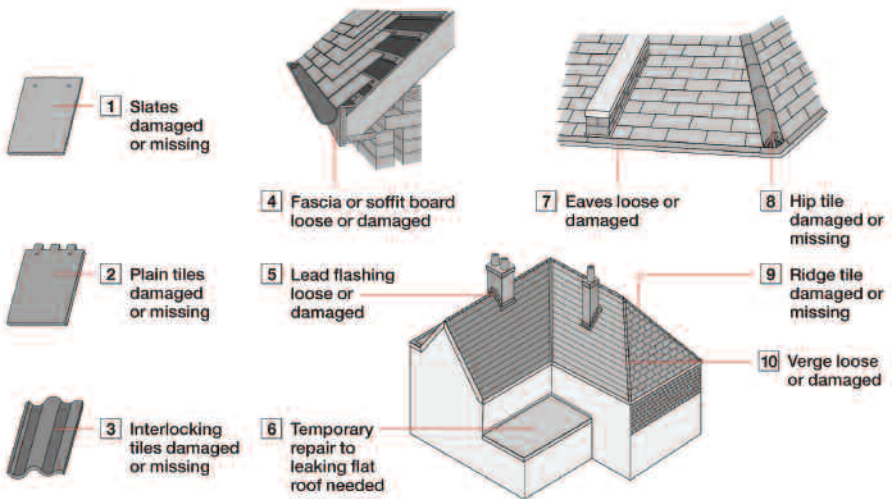 1 Slates
damaged
or missing
2 Plain tiles
damaged
or missing
3 Interlocking
tiles damaged
or missing
4 Fascia or soffit board
loose or damaged
5 Lead flashing
loose or
damaged
6 Temporary
repair to
leaking flat
roof needed
7 Eaves loose or
damaged
8 Hip tile
damaged or
missing
9 Ridge tile
damaged or
missing
10 Verge loose
or damaged